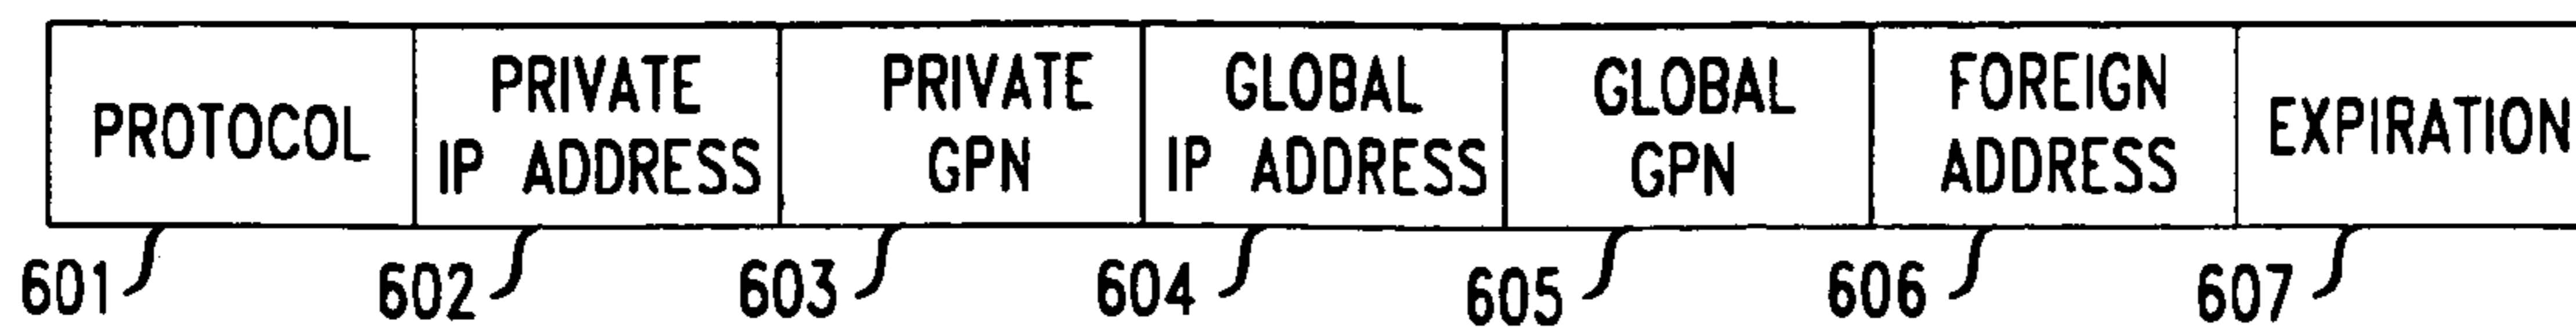 PROTOCOL
PRIVATE
IP ADDRESS
PRIVATE
GPN
GLOBAL
IP ADDRESS
GLOBAL
GPN
FOREIGN
ADDRESS
EXPIRATION
601
602
603
604
605
606
607